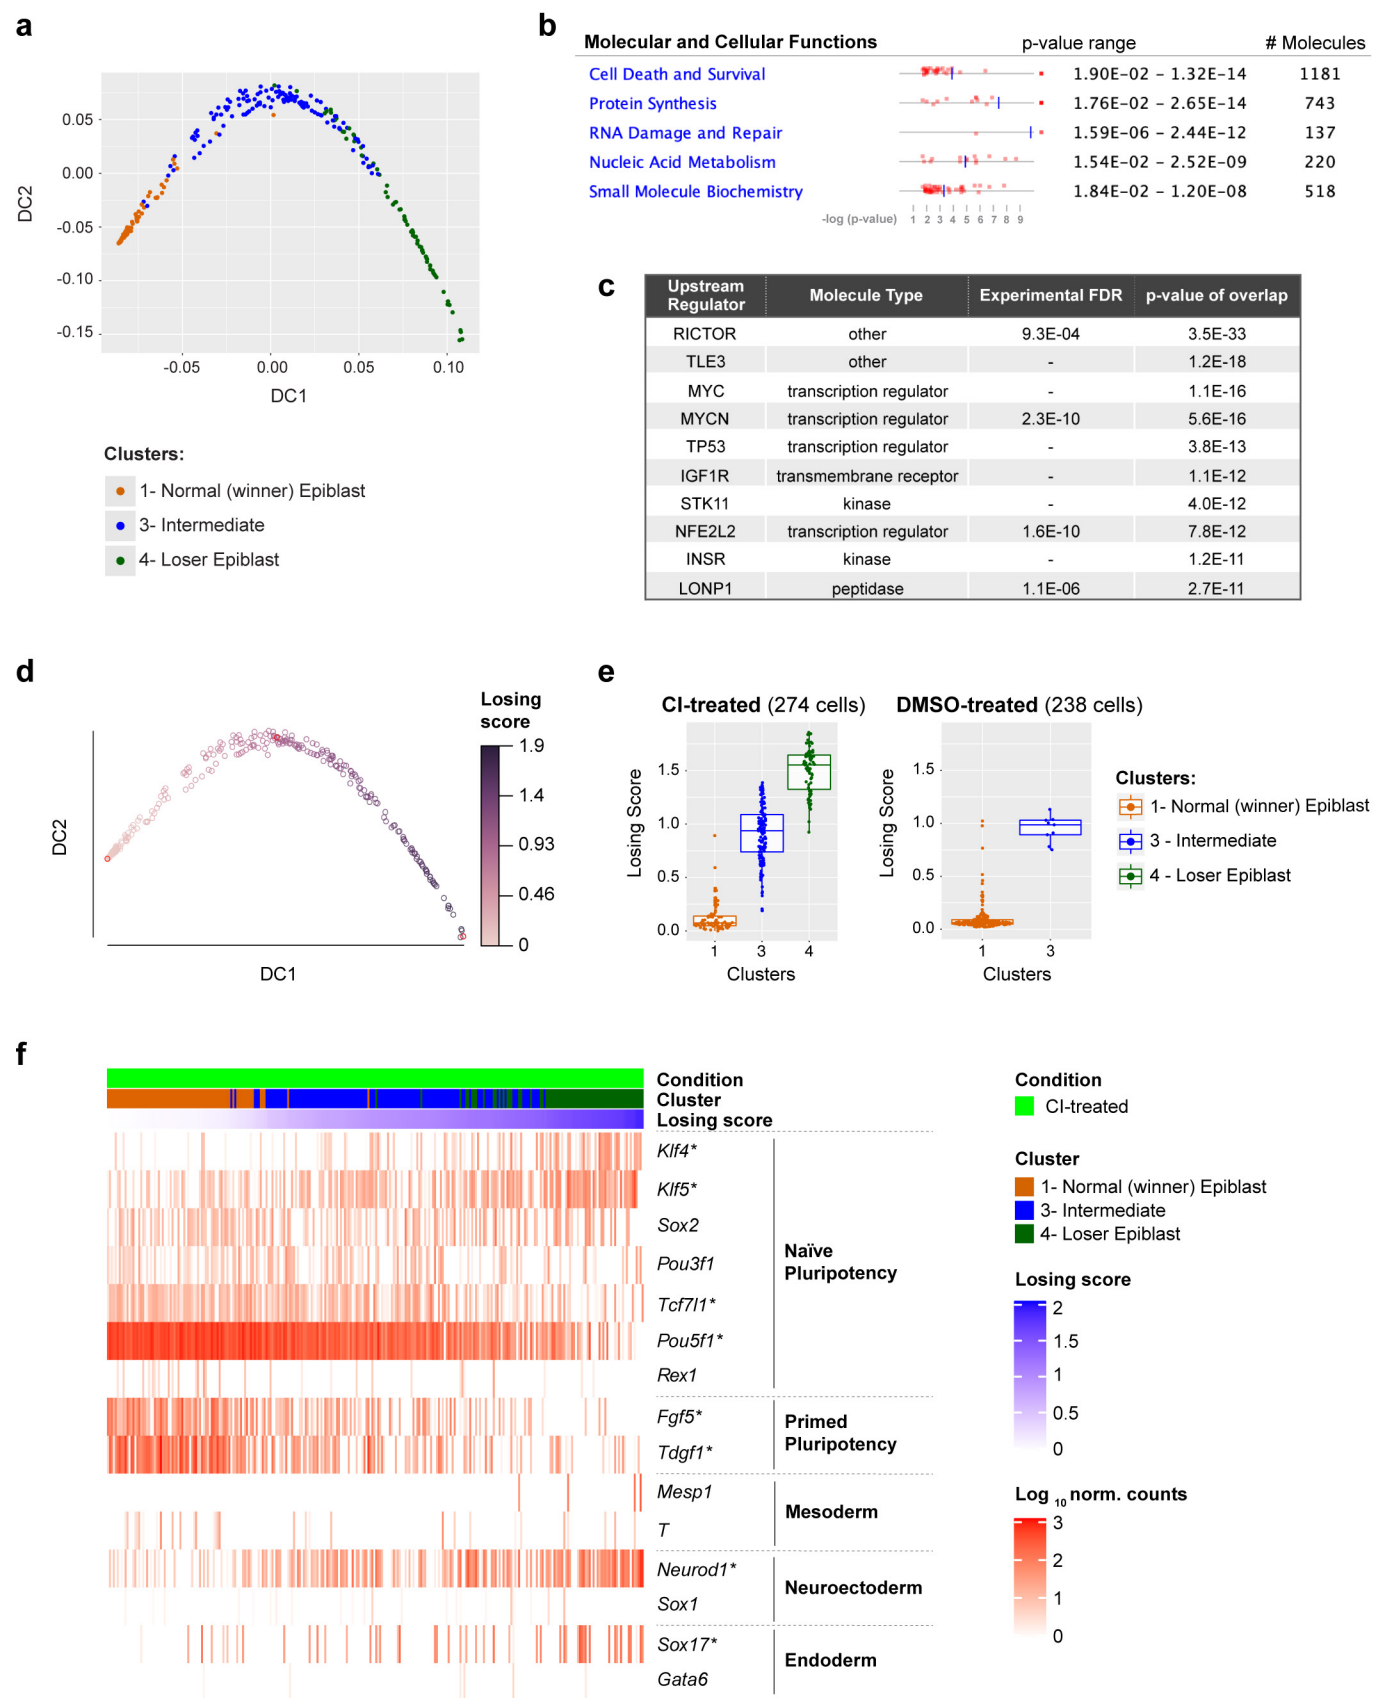 a
0.05
0.00
-0.05
-0.10
-0.15
DC2
-0.05 0.00 0.05 0.10
DC1
Clusters:
1- Normal (winner) Epiblast
3- Intermediate
4- Loser Epiblast
b
Molecular and Cellular Functions p-value range # Molecules
Cell Death and Survival 1.90E-02 - 1.32E-14 1181
Protein Synthesis 1.76E-02 - 2.65E-14 743
RNA Damage and Repair 1.59E-06 - 2.44E-12 137
Nucleic Acid Metabolism 1.54E-02 - 2.52E-09 220
Small Molecule Biochemistry 1.84E-02 - 1.20E-08 518
-log (p-value) 1 2 3 4 5 6 7 8 9
c
Upstream Regulator Molecule Type Experimental FDR p-value of overlap
RICTOR other 9.3E-04 3.5E-33
TLE3 other - 1.2E-18
MYC transcription regulator - 1.1E-16
MYCN transcription regulator 2.3E-10 5.6E-16
TP53 transcription regulator - 3.8E-13
IGF1R transmembrane receptor - 1.1E-12
STK11 kinase - 4.0E-12
NFE2L2 transcription regulator 1.6E-10 7.8E-12
INSR kinase - 1.2E-11
LONP1 peptidase 1.1E-06 2.7E-11
d
DC2
DC1
Losing
score
1.9
1.4
0.93
0.46
0
e
CI-treated (274 cells)
Losing Score
1.5
1.0
0.5
0.0
1 3 4
Clusters
DMSO-treated (238 cells)
Losing Score
1.5
1.0
0.5
0.0
1 3
Clusters
Clusters:
1- Normal (winner) Epiblast
3 - Intermediate
4 - Loser Epiblast
f
Condition
Cluster
Losing score
Klf4*
Klf5*
Sox2
Pou3f1
Tcf7l1*
Pou5f1*
Rex1
Naïve
Pluripotency
Fgf5*
Tdgf1*
Primed
Pluripotency
Mesp1
T
Mesoderm
Neurod1*
Sox1
Neuroectoderm
Sox17*
Gata6
Endoderm
Condition
CI-treated
Cluster
1- Normal (winner) Epiblast
3- Intermediate
4- Loser Epiblast
Losing score
2
1.5
1
0.5
0
Log 10 norm. counts
3
2
1
0